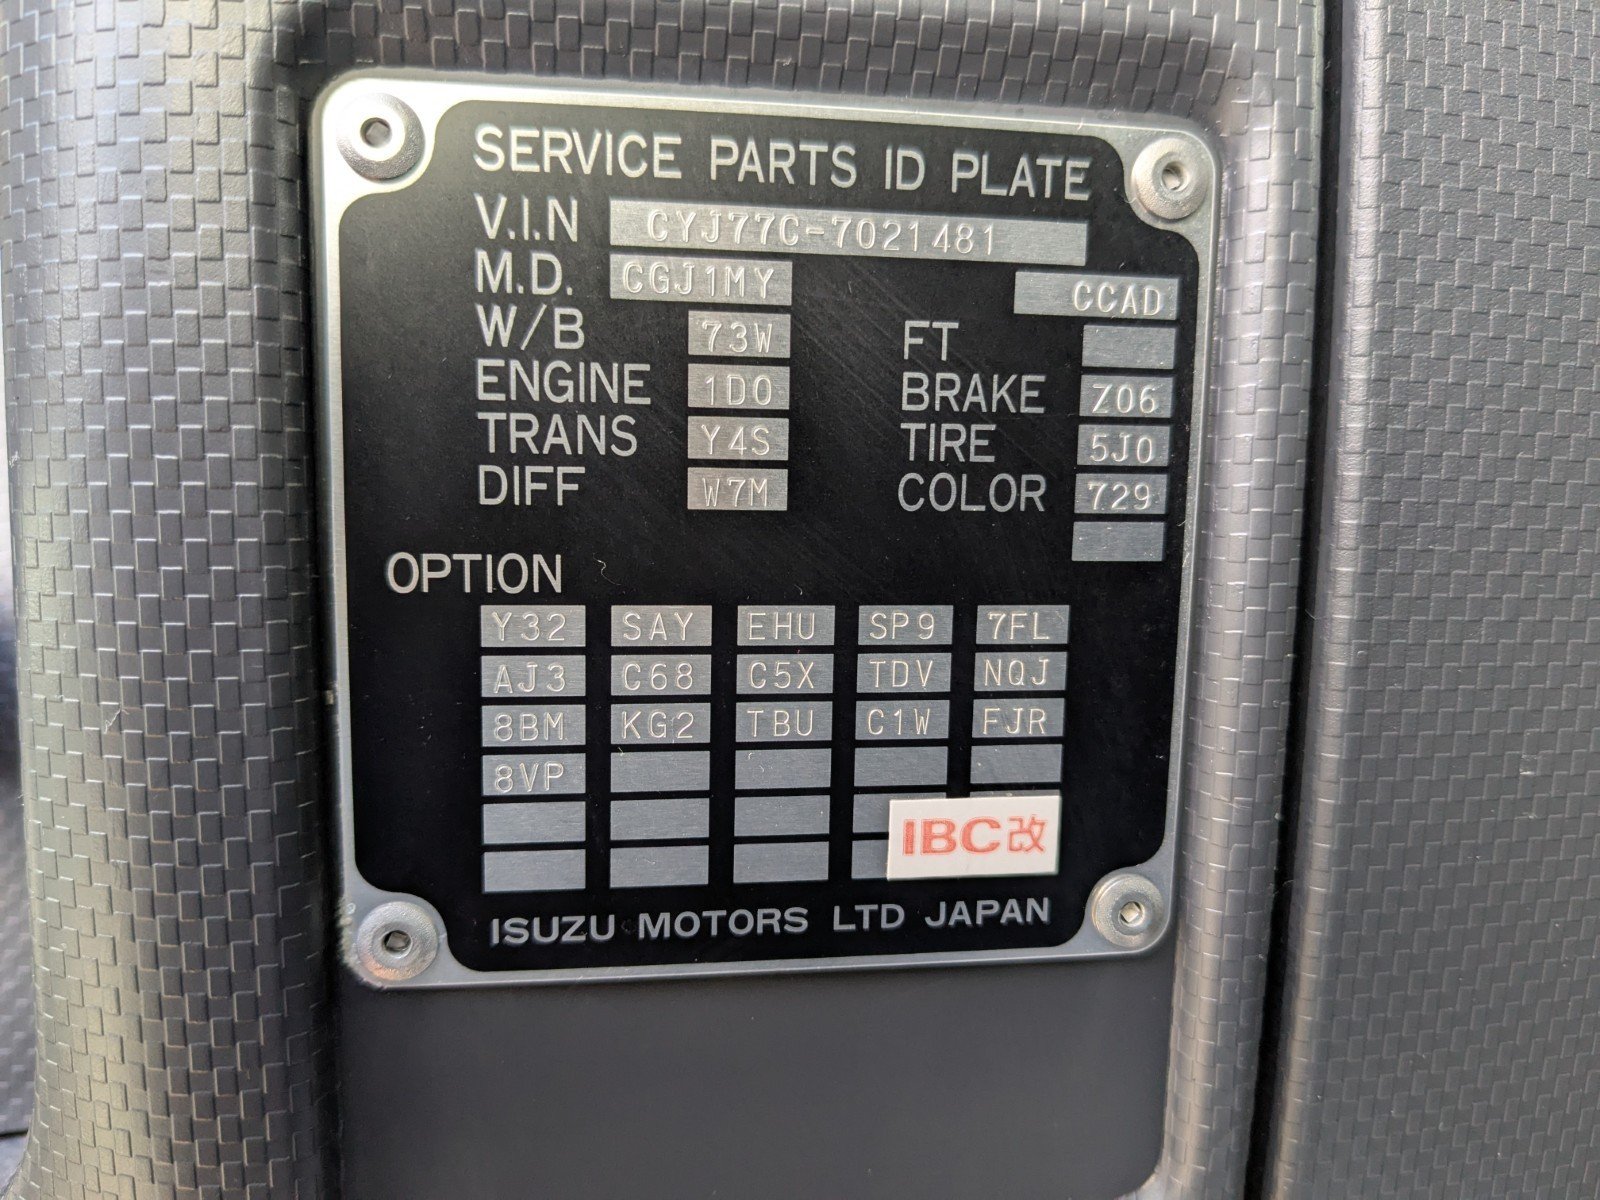 SERVICE PARTS ID PLATE
V.I.N CYJ77C-7021481
M.D. CGJ1MY CCAD
W/B 73W FT
ENGINE 1D0 BRAKE Z06
TRANS Y4S TIRE 5J0
DIFF W7M COLOR 729
OPTION
Y32 SAY EHU SP9 7FL
AJ3 C68 C5X TDV NQJ
8BM KG2 TBU C1W FJR
8VP
IBC改
ISUZU MOTORS LTD JAPAN